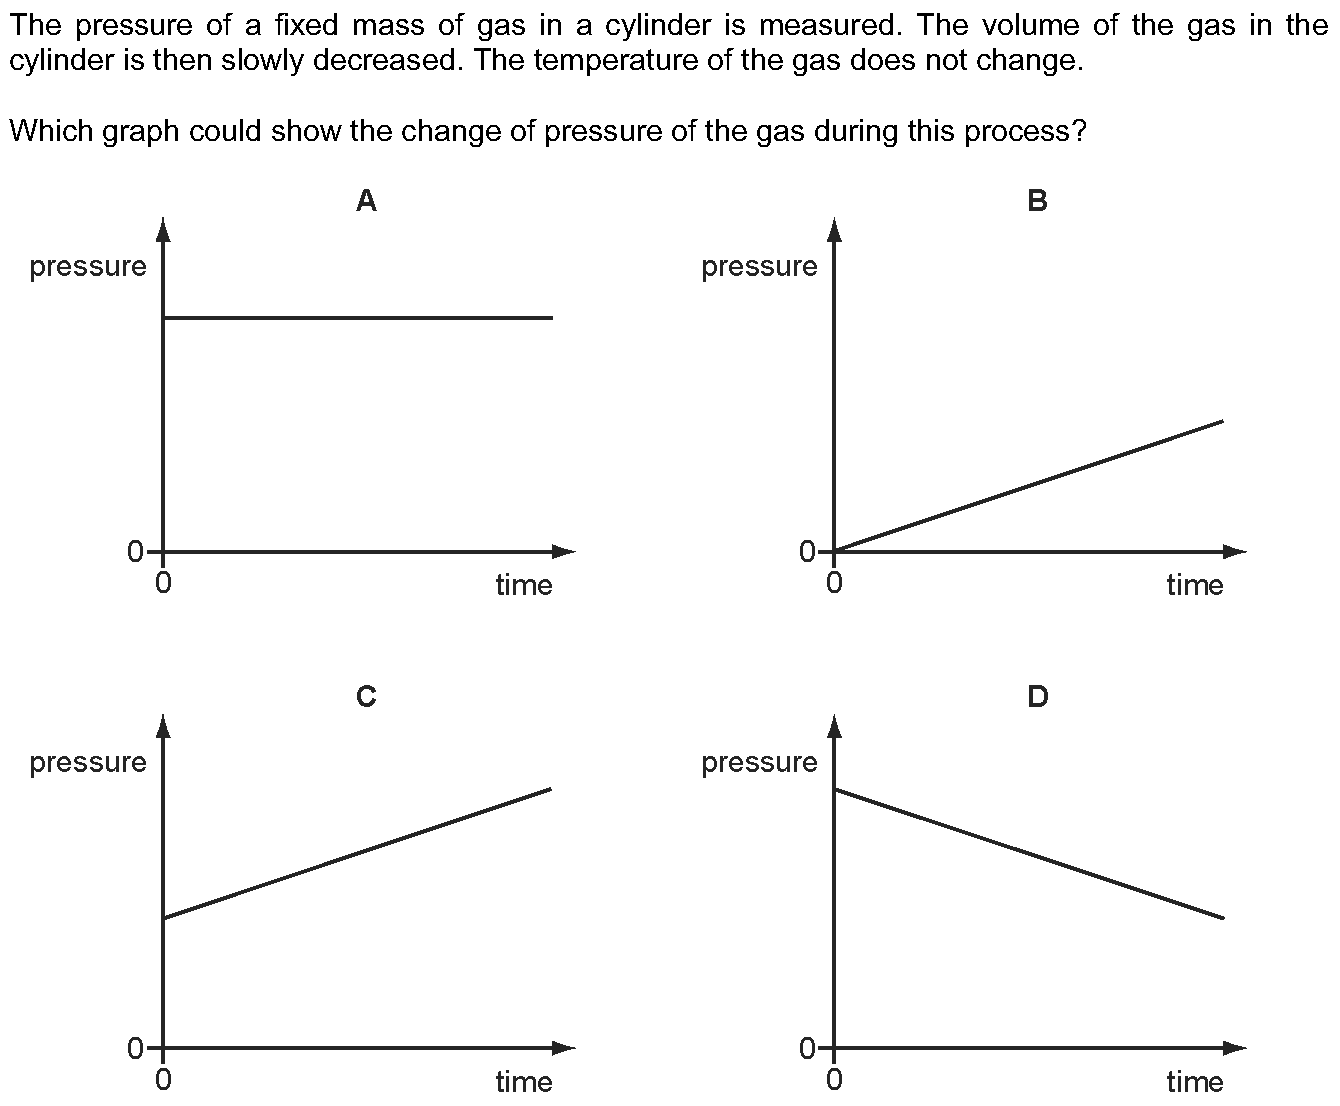 The pressure of a fixed mass of gas in a cylinder is measured. The volume of the gas in the
cylinder is then slowly decreased. The temperature of the gas does not change.
Which graph could show the change of pressure of the gas during this process?
A
pressure
0
0
time
B
pressure
0
0
time
C
pressure
0
0
time
D
pressure
0
0
time